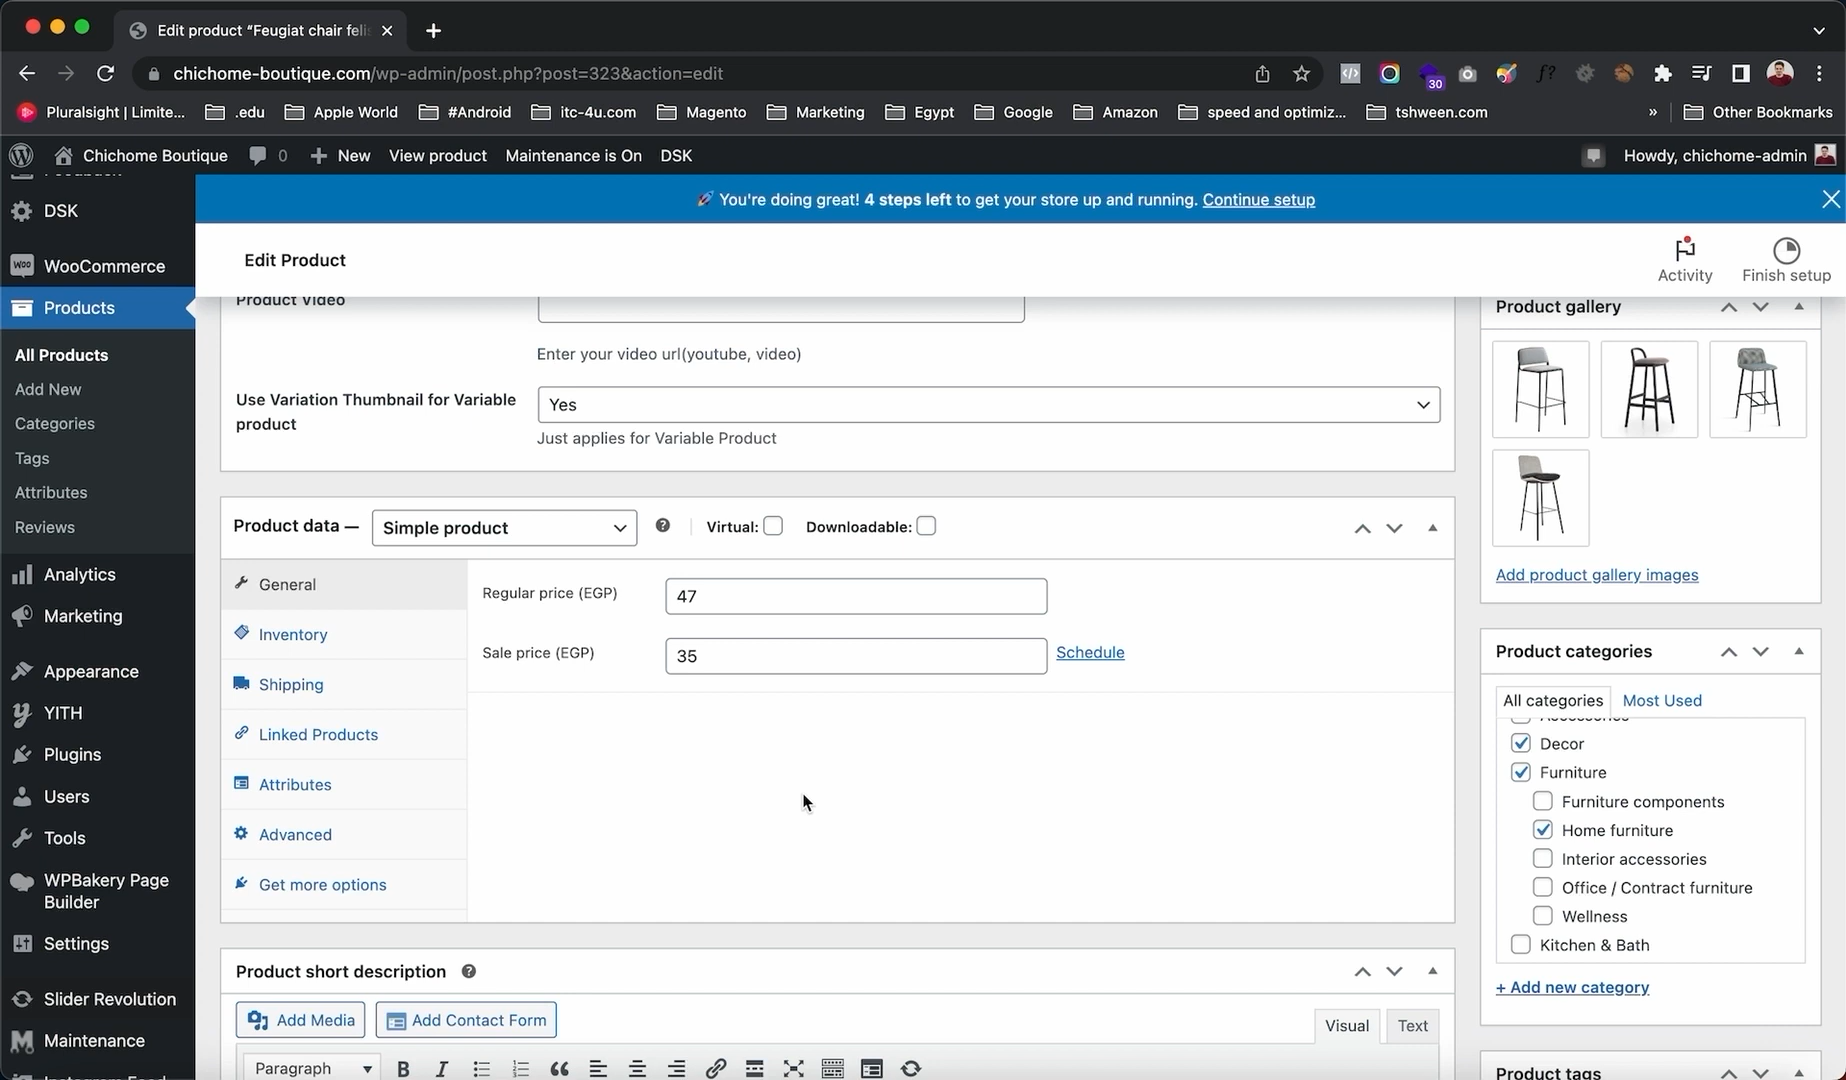 Edit product “Feugiat chair felis
chichome-boutique.com/wp-admin/post.php?post=323&action=edit
30
f?
Pluralsight | Limite...
.edu
Apple World
#Android
itc-4u.com
Magento
Marketing
Egypt
Google
Amazon
speed and optimiz...
tshween.com
»
Other Bookmarks
Chichome Boutique
0
New
View product
Maintenance is On
DSK
Howdy, chichome-admin
DSK
WooCommerce
Products
All Products
Add New
Categories
Tags
Attributes
Reviews
Analytics
Marketing
Appearance
YITH
Plugins
Users
Tools
WPBakery Page
Builder
Settings
Slider Revolution
Maintenance
🚀 You're doing great! 4 steps left to get your store up and running. Continue setup
Edit Product
Activity
Finish setup
Product Video
Enter your video url(youtube, video)
Use Variation Thumbnail for Variable
product
Yes
Just applies for Variable Product
Product data —
Simple product
Virtual:
Downloadable:
General
Inventory
Shipping
Linked Products
Attributes
Advanced
Get more options
Regular price (EGP)
47
Sale price (EGP)
35
Schedule
Product short description
Add Media
Add Contact Form
Visual
Text
Paragraph
B
I
Product gallery
Add product gallery images
Product categories
All categories
Most Used
Accessories
Decor
Furniture
Furniture components
Home furniture
Interior accessories
Office / Contract furniture
Wellness
Kitchen & Bath
+ Add new category
Product tags